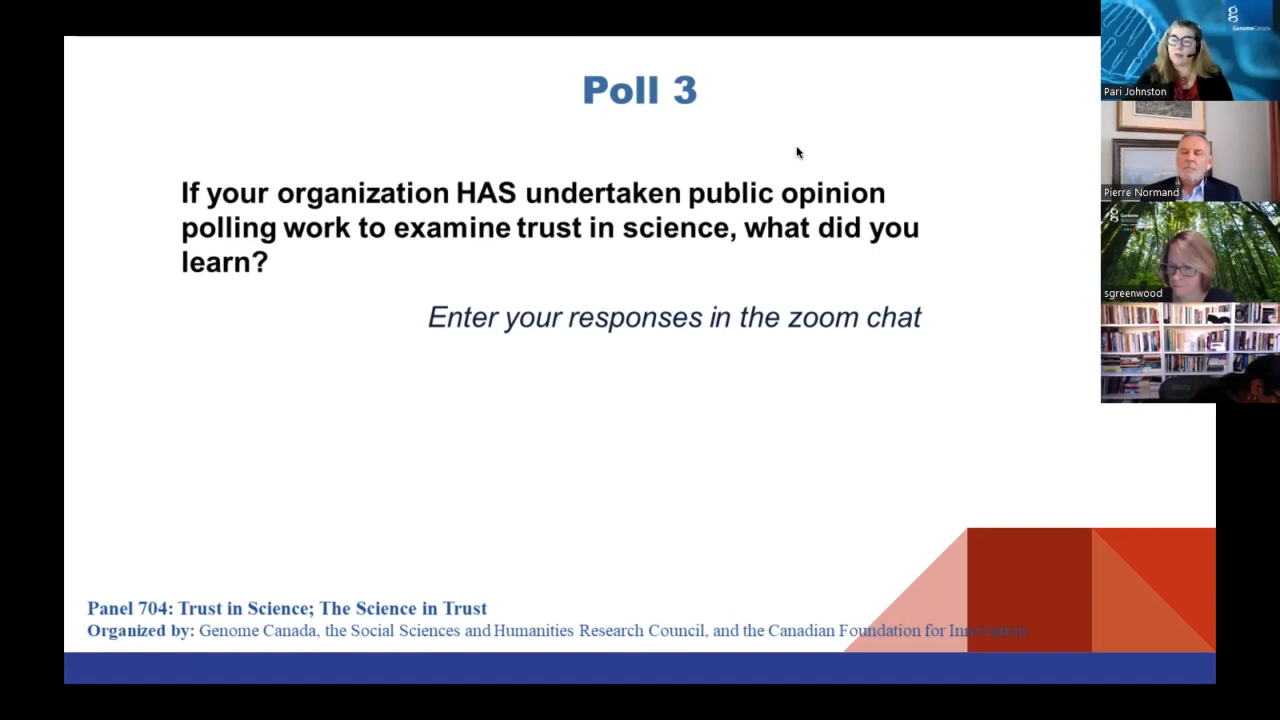 Poll 3
If your organization HAS undertaken public opinion
polling work to examine trust in science, what did you
learn?
Enter your responses in the zoom chat
Panel 704: Trust in Science; The Science in Trust
Organized by: Genome Canada, the Social Sciences and Humanities Research Council, and the Canadian Foundation for Innovation
GenomeCanada
Pari Johnston
Pierre Normand
Genome
sgreenwood